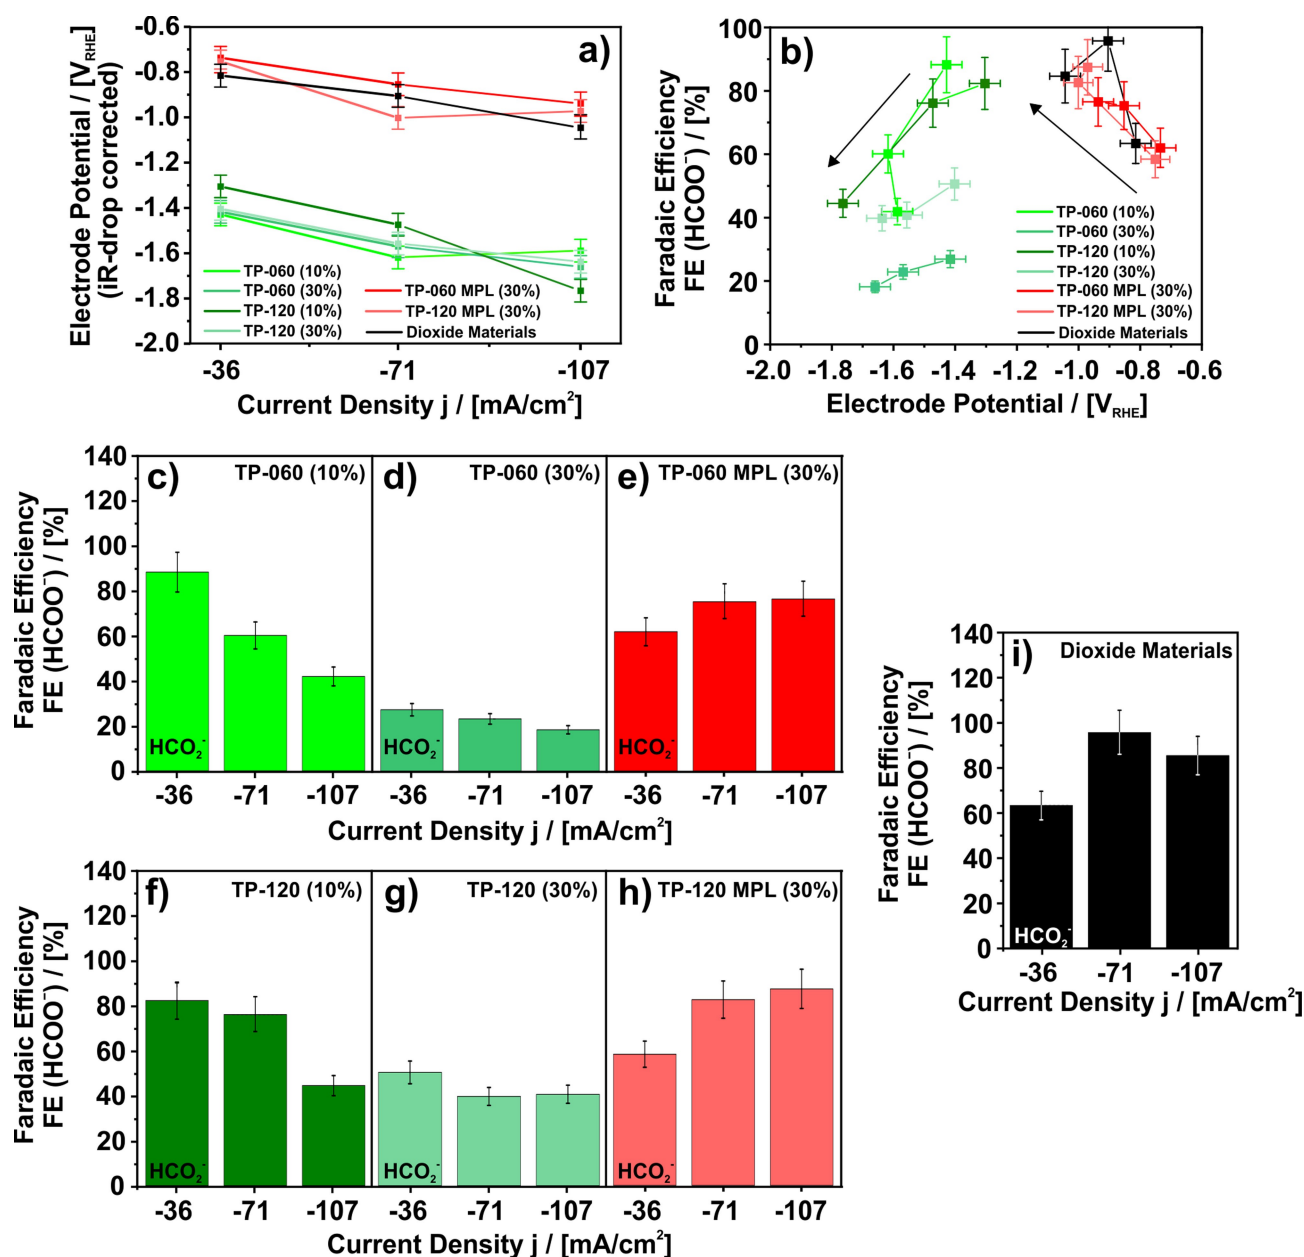 a)
Electrode Potential / [V_RHE]
(iR-drop corrected)
-0.6
-0.8
-1.0
-1.2
-1.4
-1.6
-1.8
-2.0
TP-060 (10%)
TP-060 (30%)
TP-120 (10%)
TP-120 (30%)
TP-060 MPL (30%)
TP-120 MPL (30%)
Dioxide Materials
-36
-71
-107
Current Density j / [mA/cm²]
b)
Faradaic Efficiency
FE (HCOO⁻) / [%]
100
80
60
40
20
0
TP-060 (10%)
TP-060 (30%)
TP-120 (10%)
TP-120 (30%)
TP-060 MPL (30%)
TP-120 MPL (30%)
Dioxide Materials
-2.0
-1.8
-1.6
-1.4
-1.2
-1.0
-0.8
-0.6
Electrode Potential / [V_RHE]
Faradaic Efficiency
FE (HCOO⁻) / [%]
140
120
100
80
60
40
20
0
c)
TP-060 (10%)
HCO₂⁻
d)
TP-060 (30%)
HCO₂⁻
e)
TP-060 MPL (30%)
HCO₂⁻
-36
-71
-107
-36
-71
-107
-36
-71
-107
Current Density j / [mA/cm²]
Faradaic Efficiency
FE (HCOO⁻) / [%]
140
120
100
80
60
40
20
0
f)
TP-120 (10%)
HCO₂⁻
g)
TP-120 (30%)
HCO₂⁻
h)
TP-120 MPL (30%)
HCO₂⁻
-36
-71
-107
-36
-71
-107
-36
-71
-107
Current Density j / [mA/cm²]
Faradaic Efficiency
FE (HCOO⁻) / [%]
140
120
100
80
60
40
20
0
i)
Dioxide Materials
HCO₂⁻
-36
-71
-107
Current Density j / [mA/cm²]